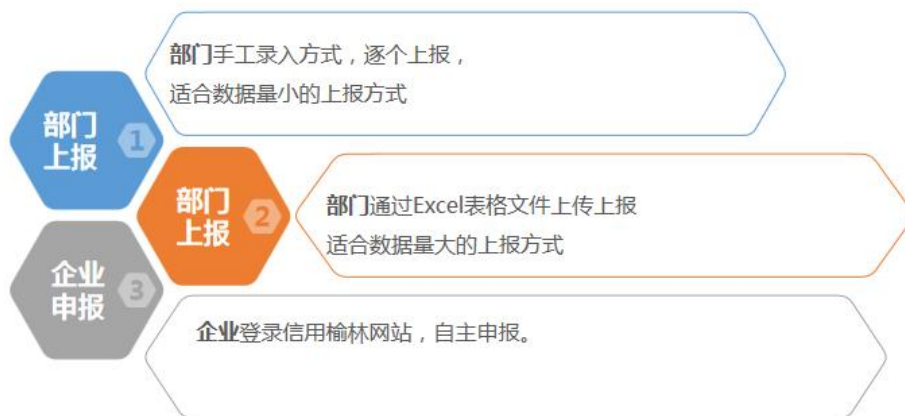 部门手工录入方式，逐个上报，
适合数据量小的上报方式
部门
上报
1
部门
上报
2
部门通过Excel表格文件上传上报
适合数据量大的上报方式
企业
申报
3
企业登录信用榆林网站，自主申报。